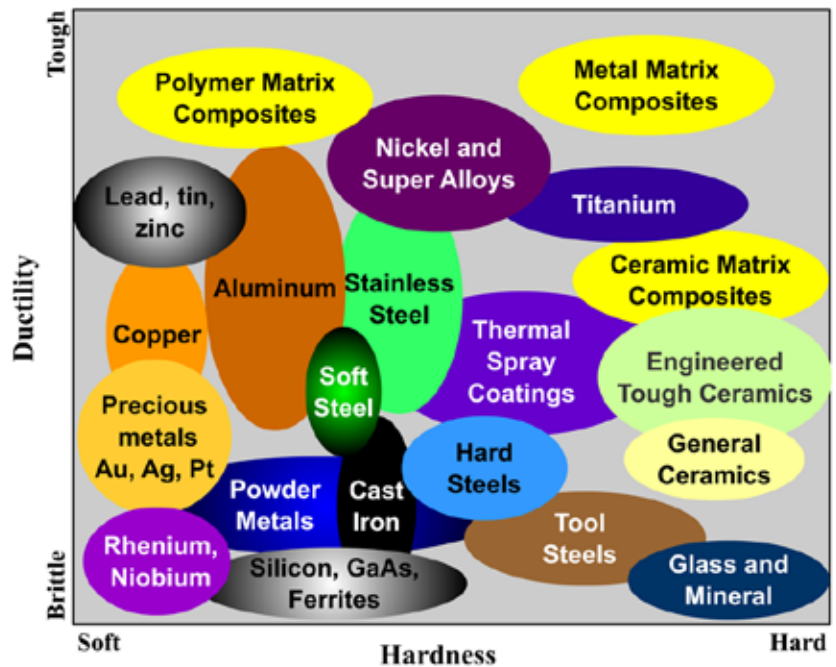 Tough
Polymer Matrix
Composites
Metal Matrix
Composites
Nickel and
Super Alloys
Lead, tin,
zinc
Titanium
Ductility
Aluminum
Stainless
Steel
Ceramic Matrix
Composites
Copper
Thermal
Spray
Coatings
Engineered
Tough Ceramics
Soft
Steel
Precious
metals
Au, Ag, Pt
General
Ceramics
Hard
Steels
Powder
Metals
Cast
Iron
Tool
Steels
Rhenium,
Niobium
Silicon, GaAs,
Ferrites
Glass and
Mineral
Brittle
Soft
Hardness
Hard